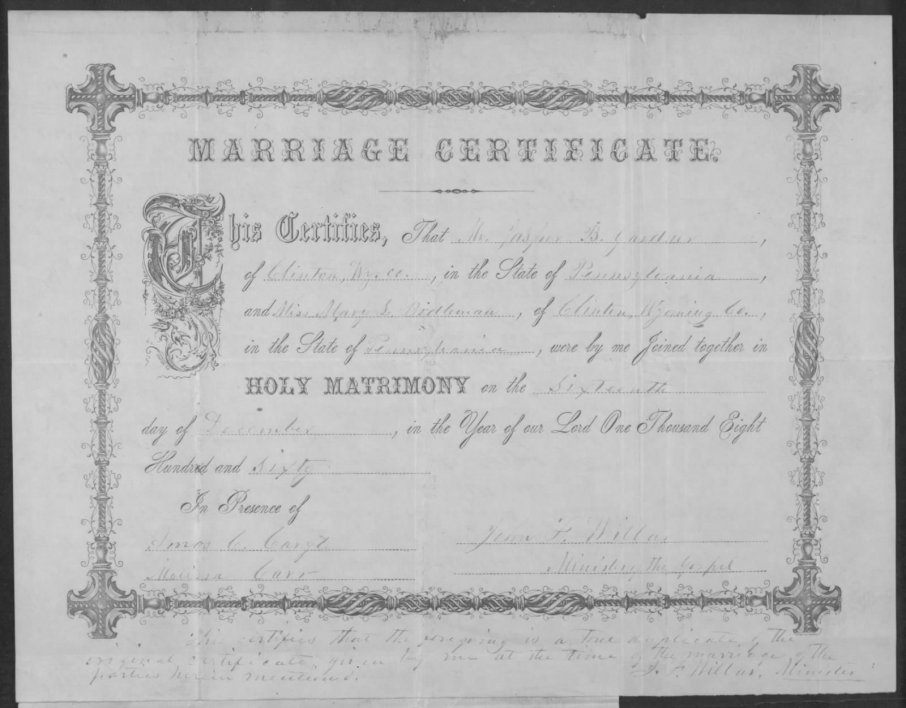 MARRIAGE CERTIFICATE.
This Certifies, That Mr. Jasper B. Gardner,
of Clinton, Wy. Co., in the State of Pennsylvania,
and Miss Mary S., of Clinton, Wyoming Co.,
in the State of Pennsylvania, were by me Joined together in
HOLY MATRIMONY on the Sixteenth
day of December, in the Year of our Lord One Thousand Eight
Hundred and Sixty
In Presence of
Amos C.
John F. Wilbur
Carr
Minister of the Gospel
This certifies that the foregoing is a true duplicate of the
original certificate, given by me at the time of the marriage of the
parties herein mentioned.
J. F. Wilbur, Minister